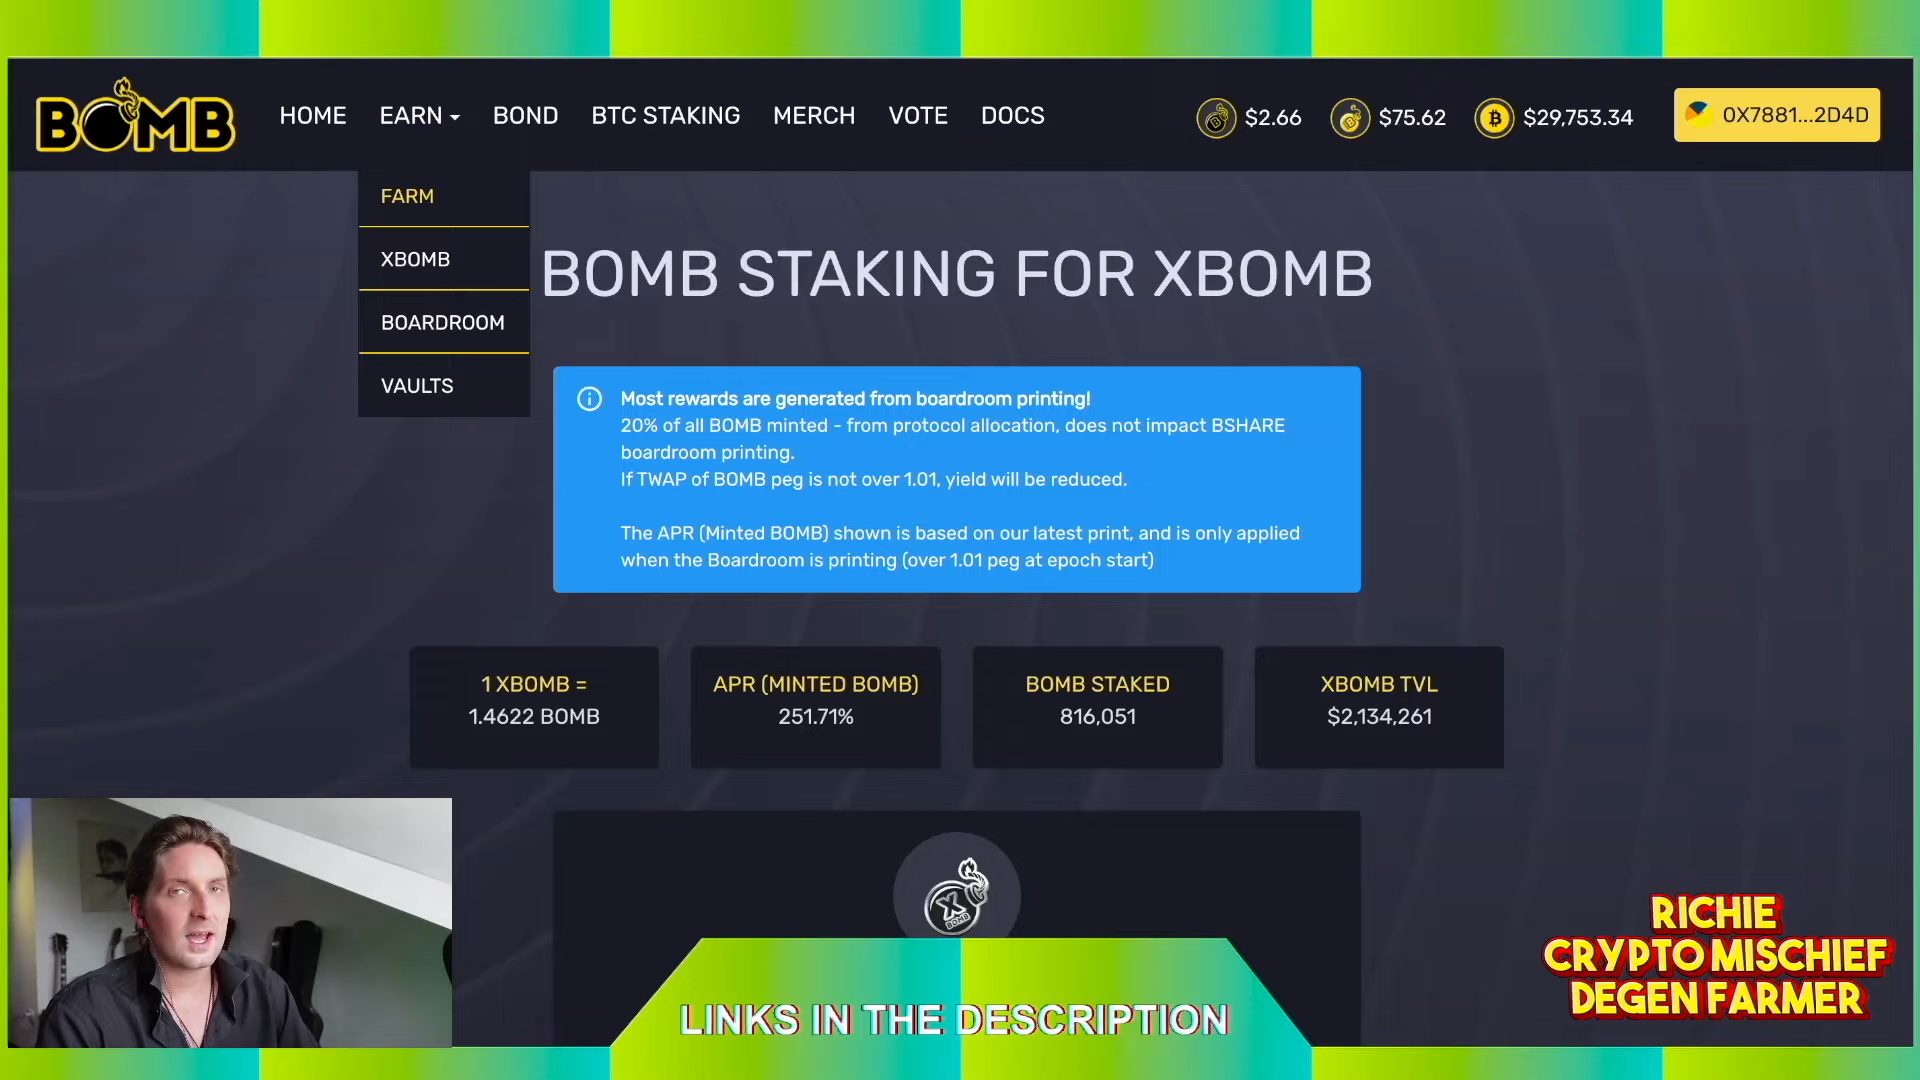 BOMB
HOME EARN BOND BTC STAKING MERCH VOTE DOCS
$2.66 $75.62 $29,753.34 0X7881...2D4D
FARM
XBOMB
BOARDROOM
VAULTS
BOMB STAKING FOR XBOMB
Most rewards are generated from boardroom printing!
20% of all BOMB minted - from protocol allocation, does not impact BSHARE
boardroom printing.
If TWAP of BOMB peg is not over 1.01, yield will be reduced.
The APR (Minted BOMB) shown is based on our latest print, and is only applied
when the Boardroom is printing (over 1.01 peg at epoch start)
1 XBOMB =
1.4622 BOMB
APR (MINTED BOMB)
251.71%
BOMB STAKED
816,051
XBOMB TVL
$2,134,261
X
BOMB
LINKS IN THE DESCRIPTION
RICHIE
CRYPTO MISCHIEF
DEGEN FARMER